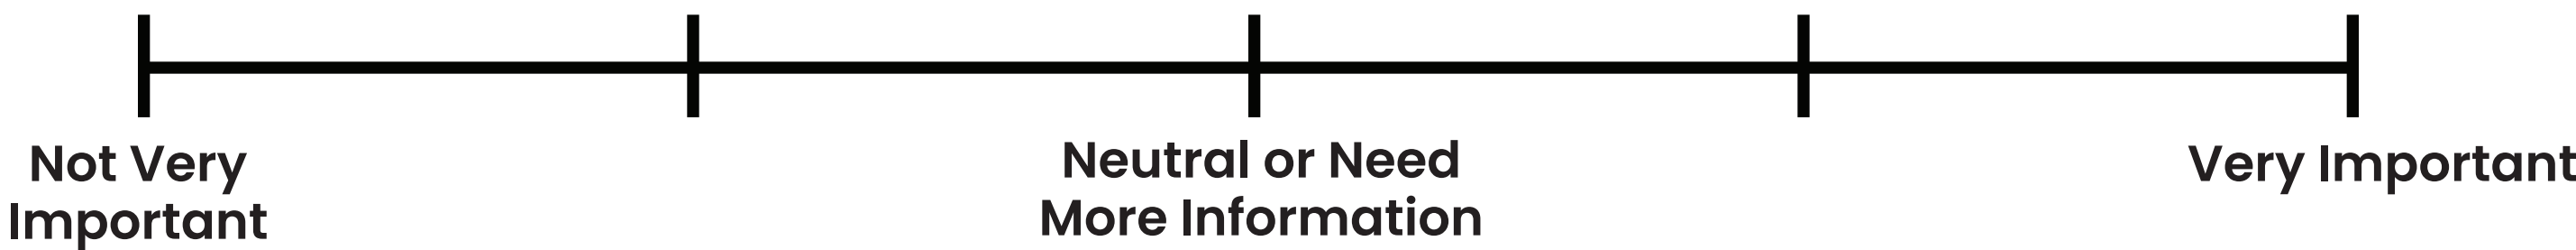 Not Very
Important
Neutral or Need
More Information
Very Important